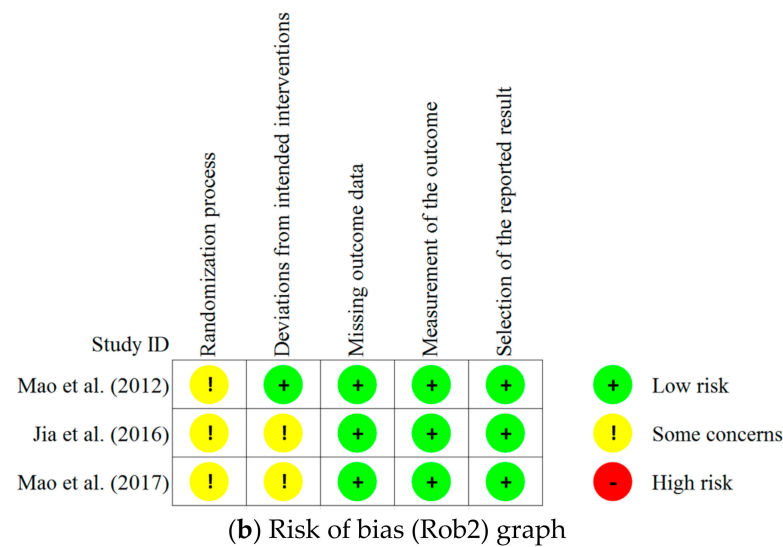 Randomization process
Deviations from intended interventions
Missing outcome data
Measurement of the outcome
Selection of the reported result
Study ID
Mao et al. (2012) ! + + + +
Jia et al. (2016) ! ! + + +
Mao et al. (2017) ! ! + + +
+ Low risk
! Some concerns
- High risk
(b) Risk of bias (Rob2) graph